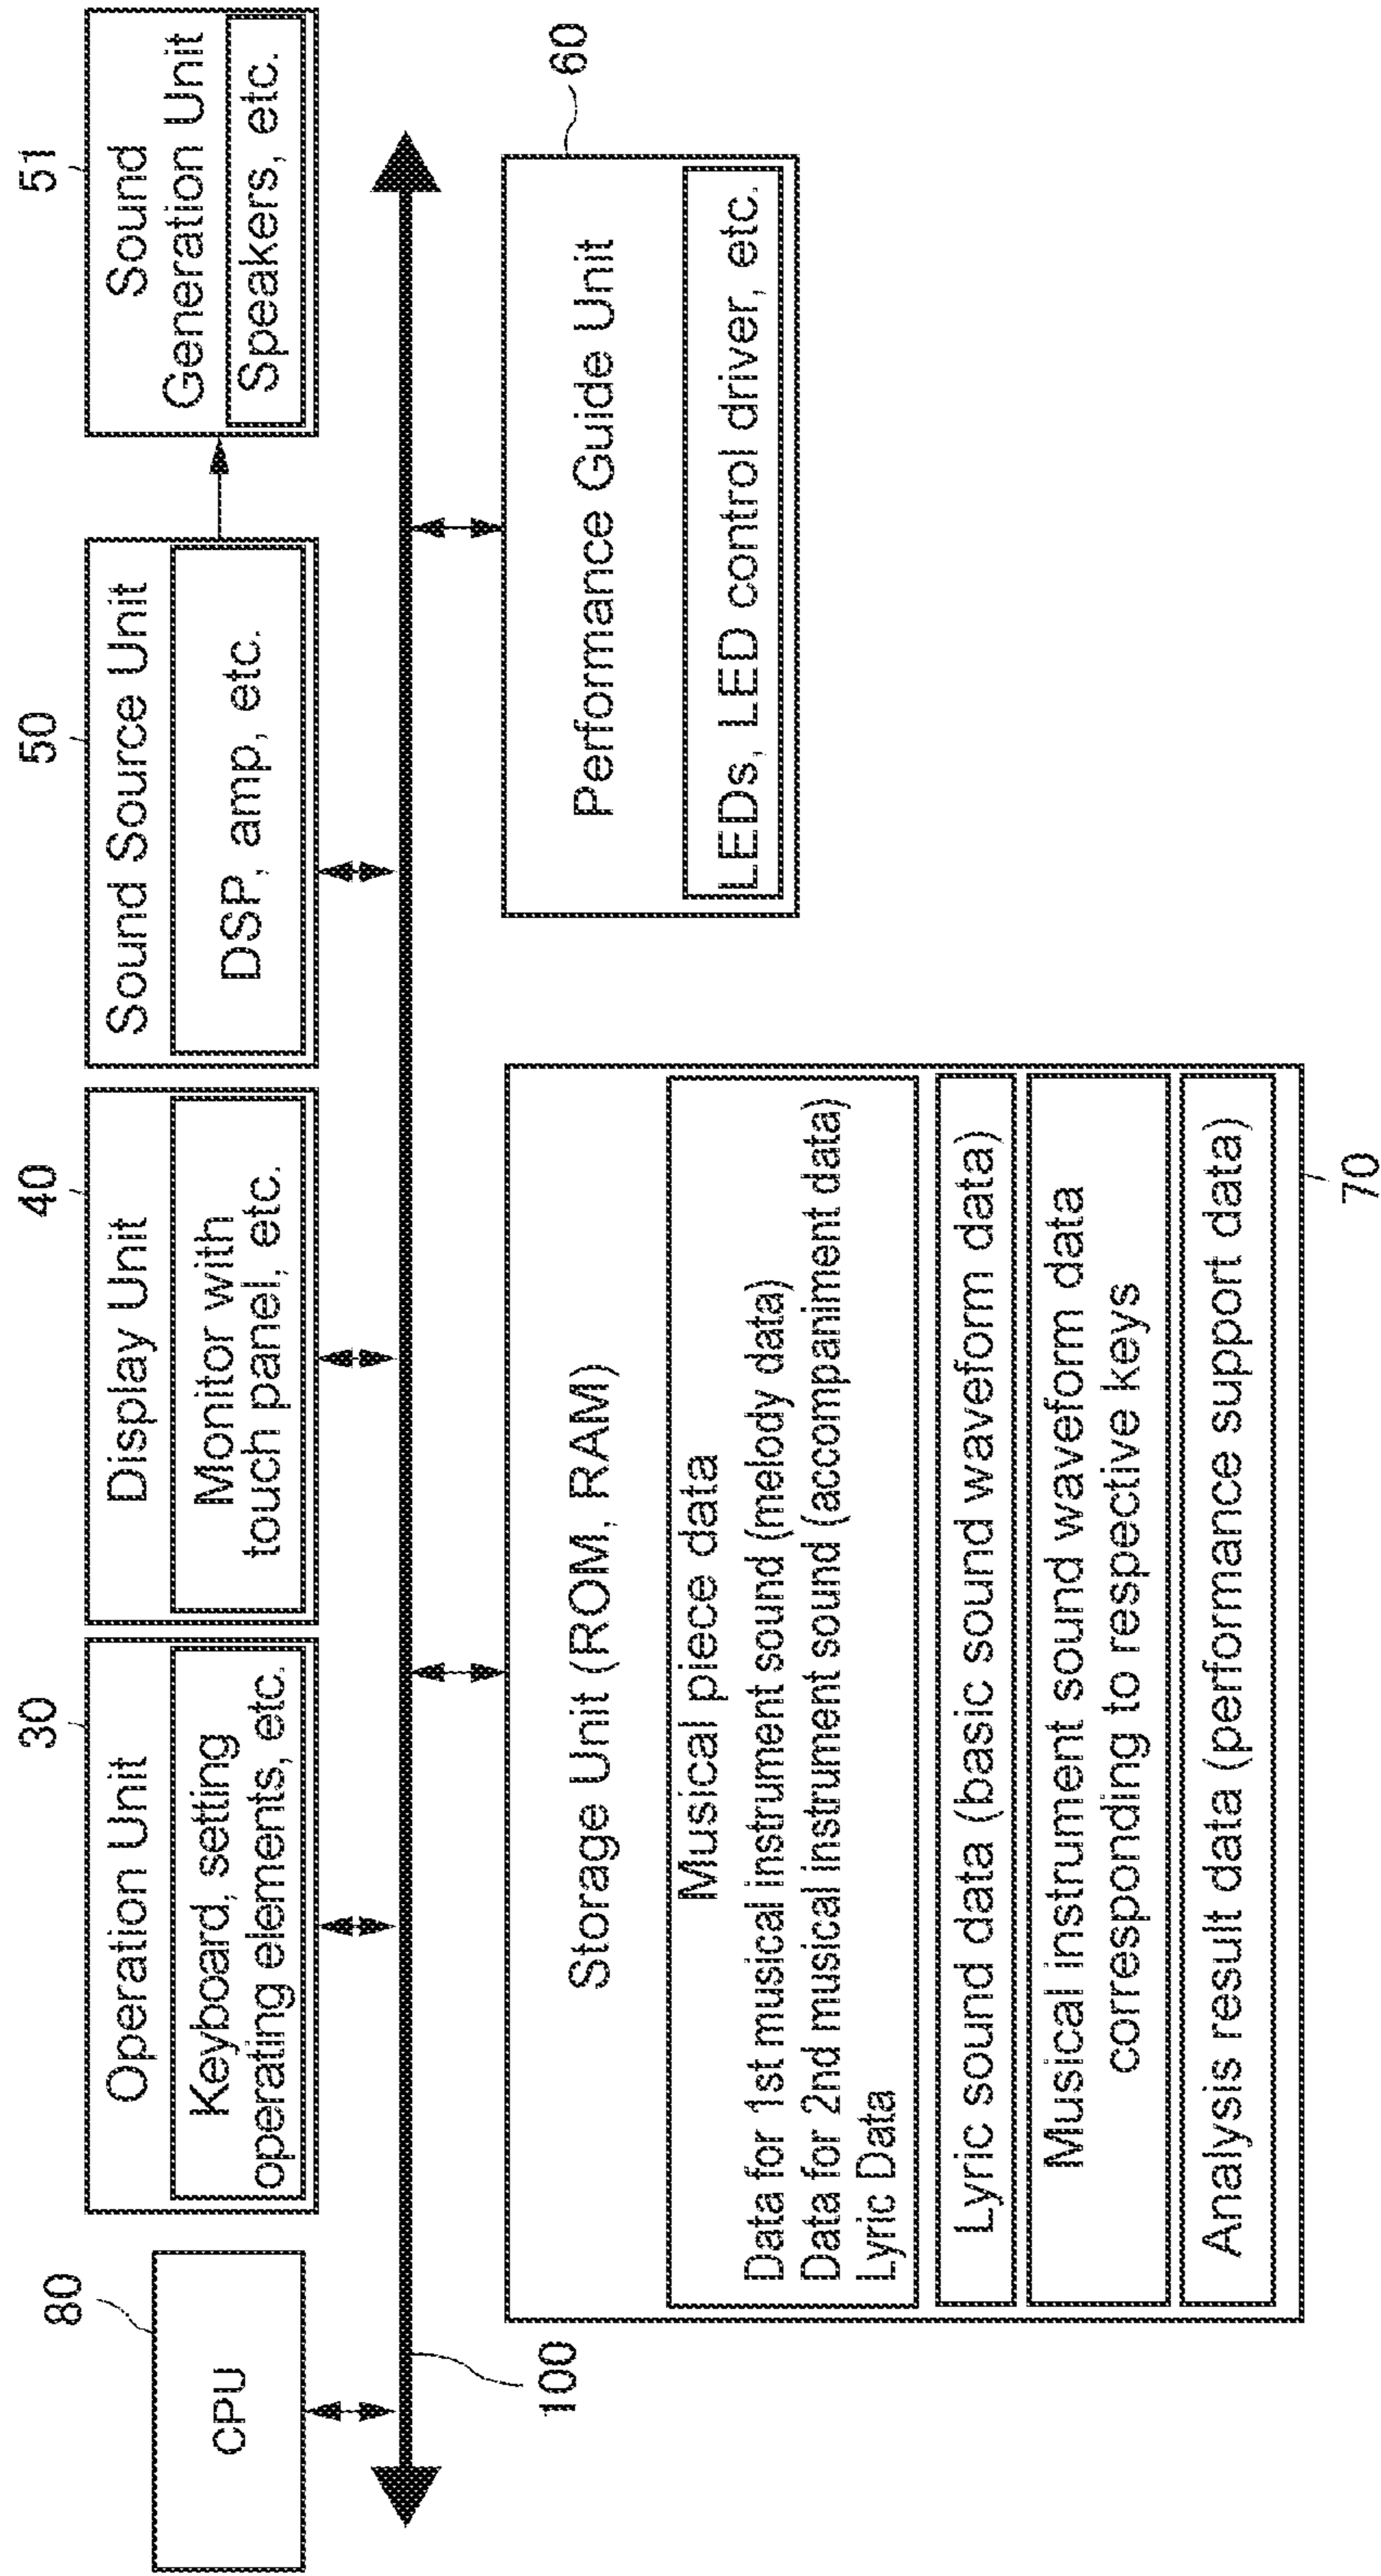 80
CPU
30
Operation Unit
Keyboard, setting
operating elements, etc.
40
Display Unit
Monitor with
touch panel, etc.
50
Sound Source Unit
DSP, amp, etc.
51
Sound
Generation Unit
Speakers, etc.
100
Storage Unit (ROM, RAM)
Musical piece data
Data for 1st musical instrument sound (melody data)
Data for 2nd musical instrument sound (accompaniment data)
Lyric Data
Lyric sound data (basic sound waveform data)
Musical instrument sound waveform data
corresponding to respective keys
Analysis result data (performance support data)
70
60
Performance Guide Unit
LEDs, LED control driver, etc.